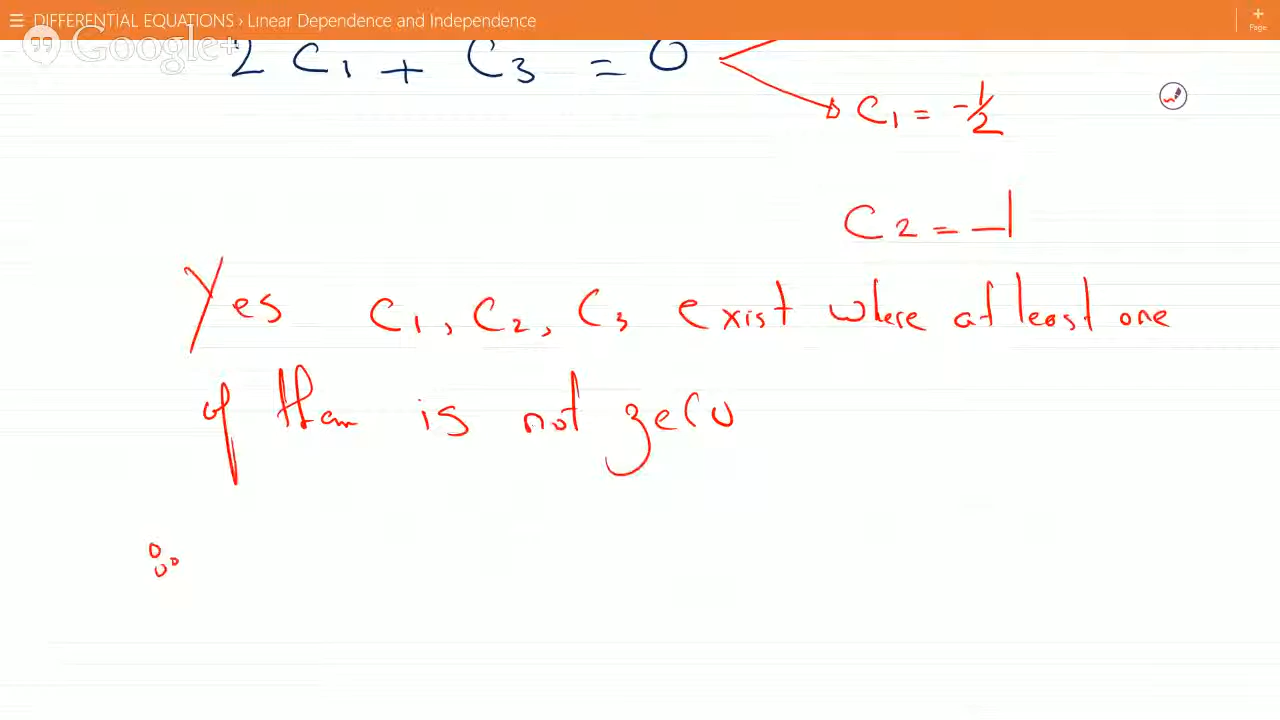 DIFFERENTIAL EQUATIONS › Linear Dependence and Independence
Page
Google+
2 C1 + C3 = 0
C1 = -1/2
C2 = -1
Yes C1, C2, C3 exist where at least one
of them is not zero